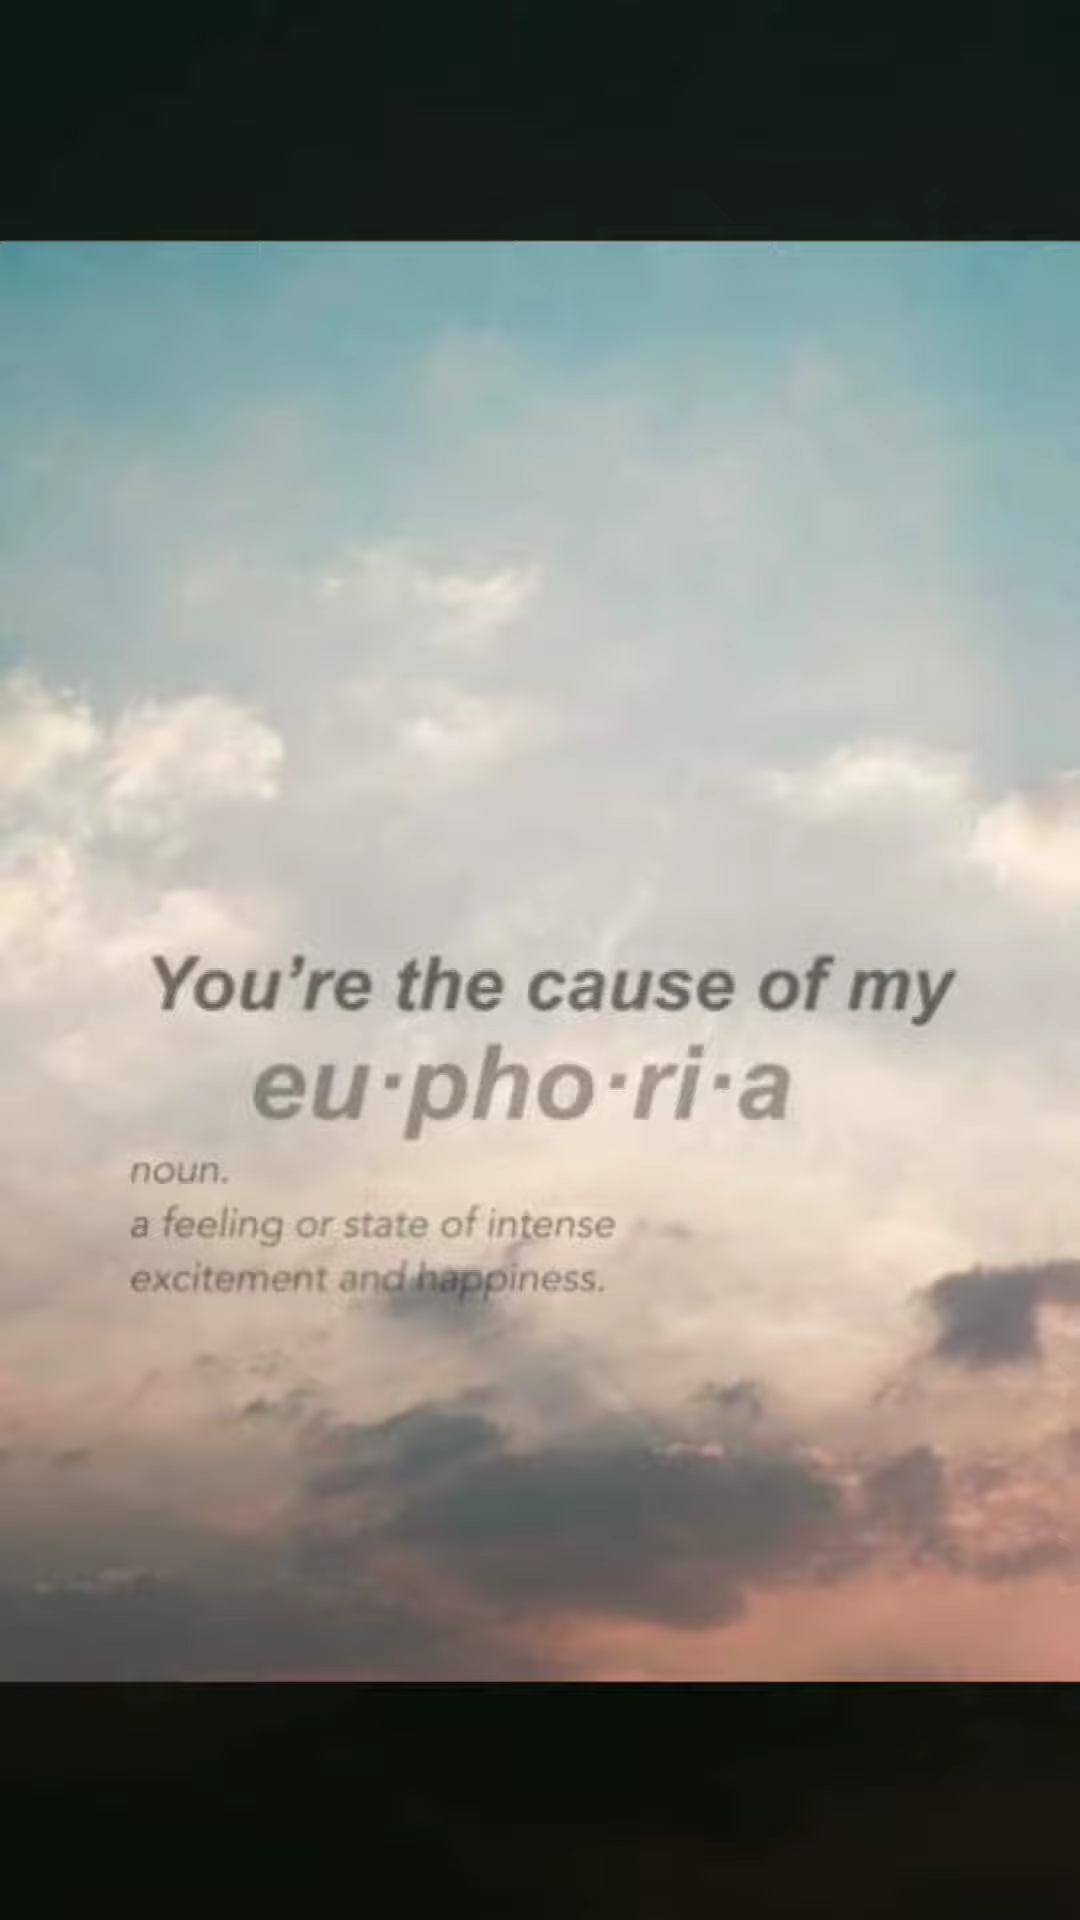 You’re the cause of my
eu·pho·ri·a
noun.
a feeling or state of intense
excitement and happiness.